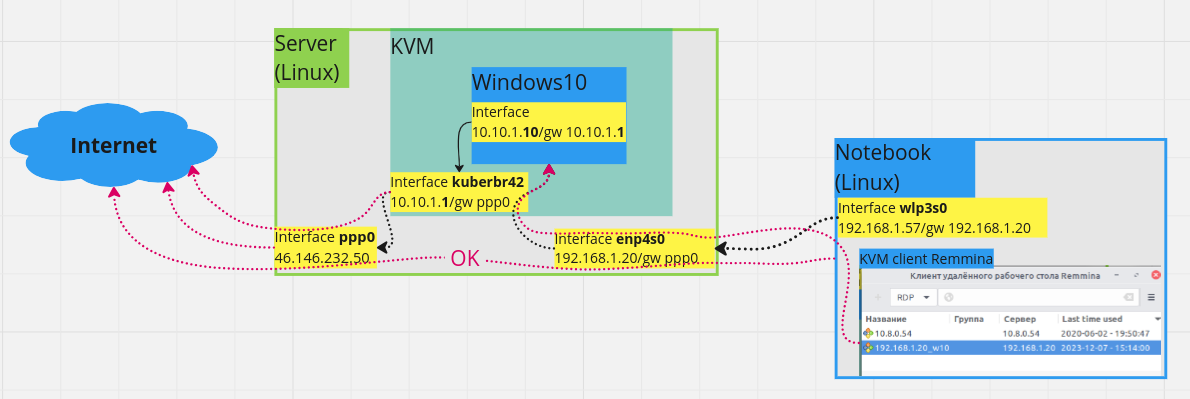 Server
(Linux)
KVM
Windows10
Interface
10.10.1.10/gw 10.10.1.1
Internet
Interface kuberbr42
10.10.1.1/gw ppp0
Interface ppp0
46.146.232.50
OK
Interface enp4s0
192.168.1.20/gw ppp0
Notebook
(Linux)
Interface wlp3s0
192.168.1.57/gw 192.168.1.20
KVM client Remmina
Клиент удалённого рабочего стола Remmina
RDP
Название Группа Сервер Last time used
10.8.0.54 10.8.0.54 2020-06-02 - 19:50:47
192.168.1.20_w10 192.168.1.20 2023-12-07 - 15:14:00